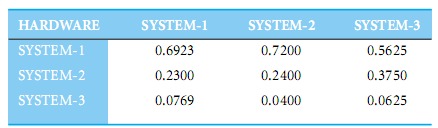 HARDWARE SYSTEM-1 SYSTEM-2 SYSTEM-3
SYSTEM-1 0.6923 0.7200 0.5625
SYSTEM-2 0.2300 0.2400 0.3750
SYSTEM-3 0.0769 0.0400 0.0625